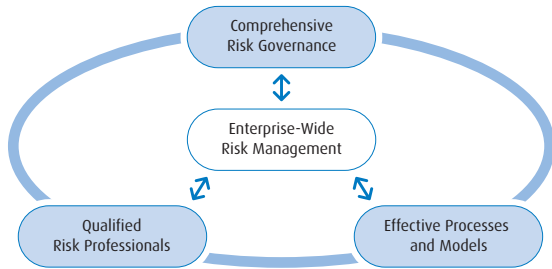 Comprehensive
Risk Governance
Enterprise-Wide
Risk Management
Qualified
Risk Professionals
Effective Processes
and Models